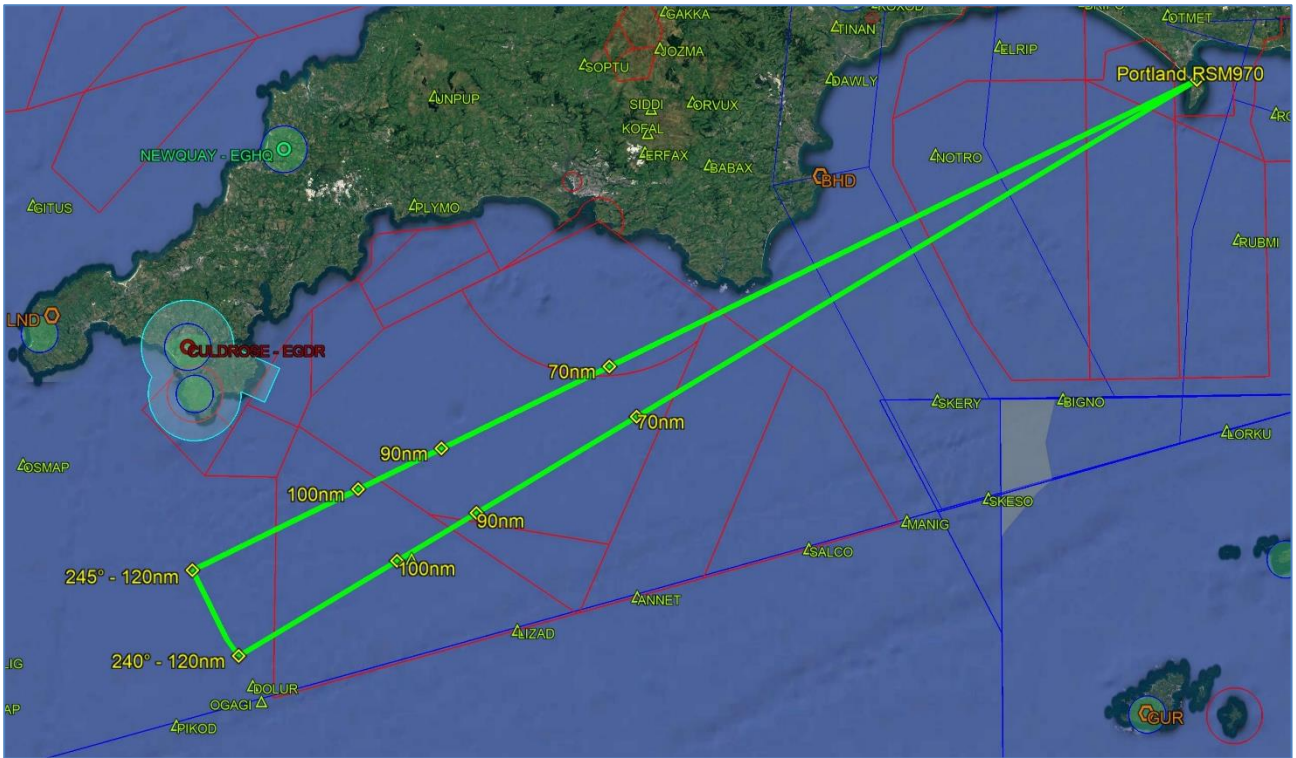 GAKKA
TINAN
OTMET
JOZMA
ELRIP
SOPTU
Portland RSM970
DAWLY
UNPUP
SIDDI
ORVUX
KOFAL
NEWQUAY - EGHQ
ERFAX
NOTRO
BABAX
BHD
GITUS
PLYMO
RUBMI
LND
CULDROSE - EGDR
70nm
SKERY
BIGNO
70nm
LORKU
90nm
OSMAP
100nm
SKESO
90nm
MANIG
SALCO
100nm
245° - 120nm
ANNET
LIZAD
240° - 120nm
LIG
DOLUR
OGAGI
AP
GUR
PIKOD